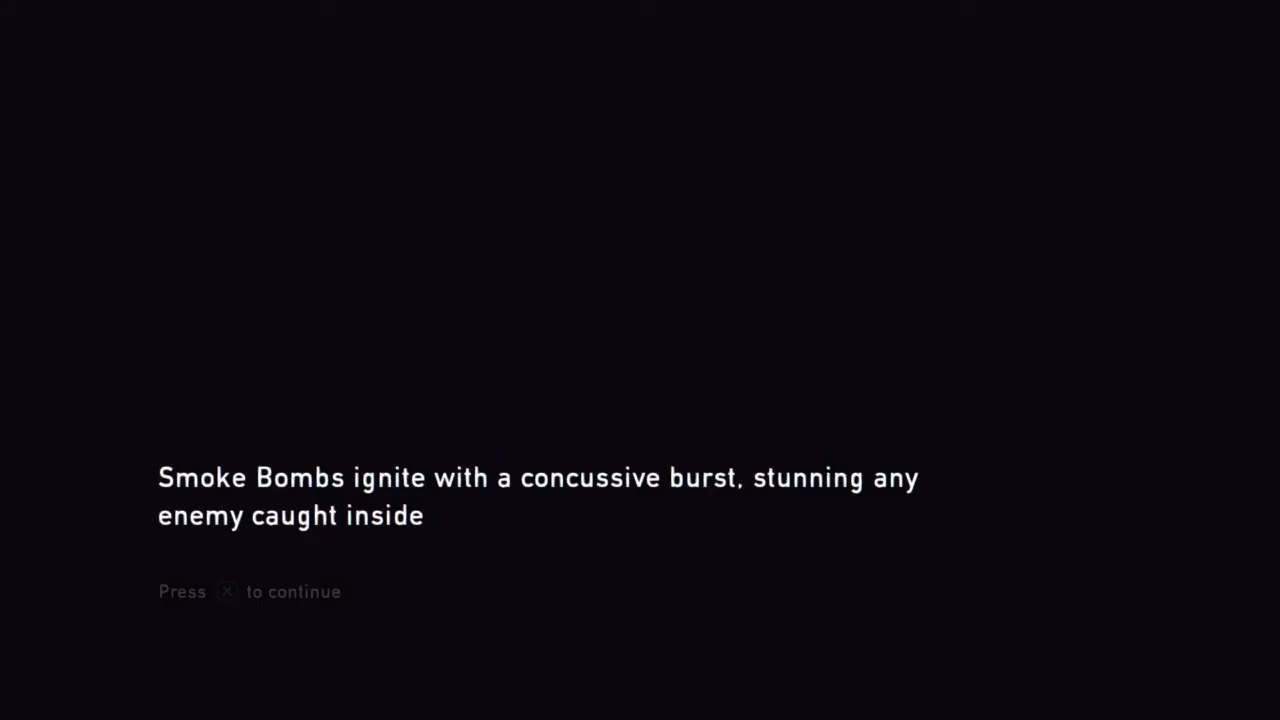 Smoke Bombs ignite with a concussive burst, stunning any
enemy caught inside
Press ⓧ to continue